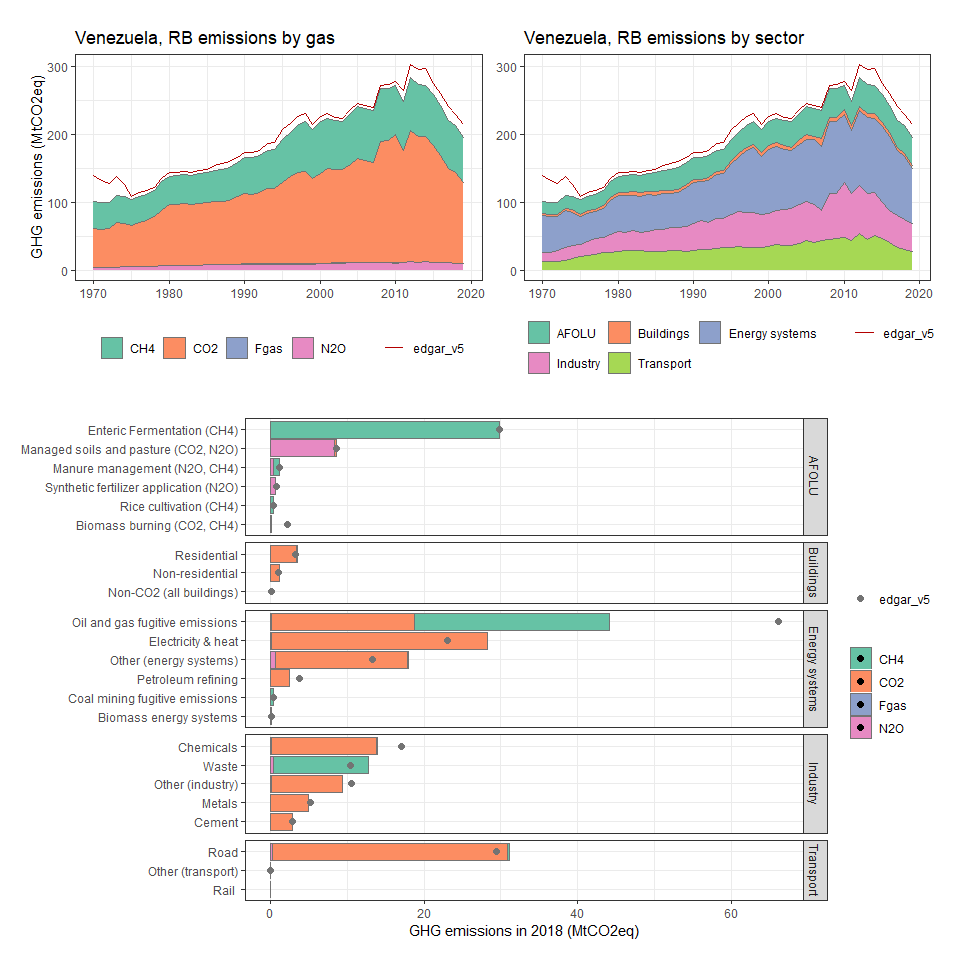 Venezuela, RB emissions by gas
GHG emissions (MtCO2eq)
300
200
100
0
1970
1980
1990
2000
2010
2020
CH4
CO2
Fgas
N2O
edgar_v5
Venezuela, RB emissions by sector
300
200
100
0
1970
1980
1990
2000
2010
2020
AFOLU
Buildings
Energy systems
edgar_v5
Industry
Transport
Enteric Fermentation (CH4)
Managed soils and pasture (CO2, N2O)
Manure management (N2O, CH4)
Synthetic fertilizer application (N2O)
Rice cultivation (CH4)
Biomass burning (CO2, CH4)
AFOLU
Residential
Non-residential
Non-CO2 (all buildings)
Buildings
Oil and gas fugitive emissions
Electricity & heat
Other (energy systems)
Petroleum refining
Coal mining fugitive emissions
Biomass energy systems
Energy systems
Chemicals
Waste
Other (industry)
Metals
Cement
Industry
Road
Other (transport)
Rail
Transport
0
20
40
60
GHG emissions in 2018 (MtCO2eq)
edgar_v5
CH4
CO2
Fgas
N2O